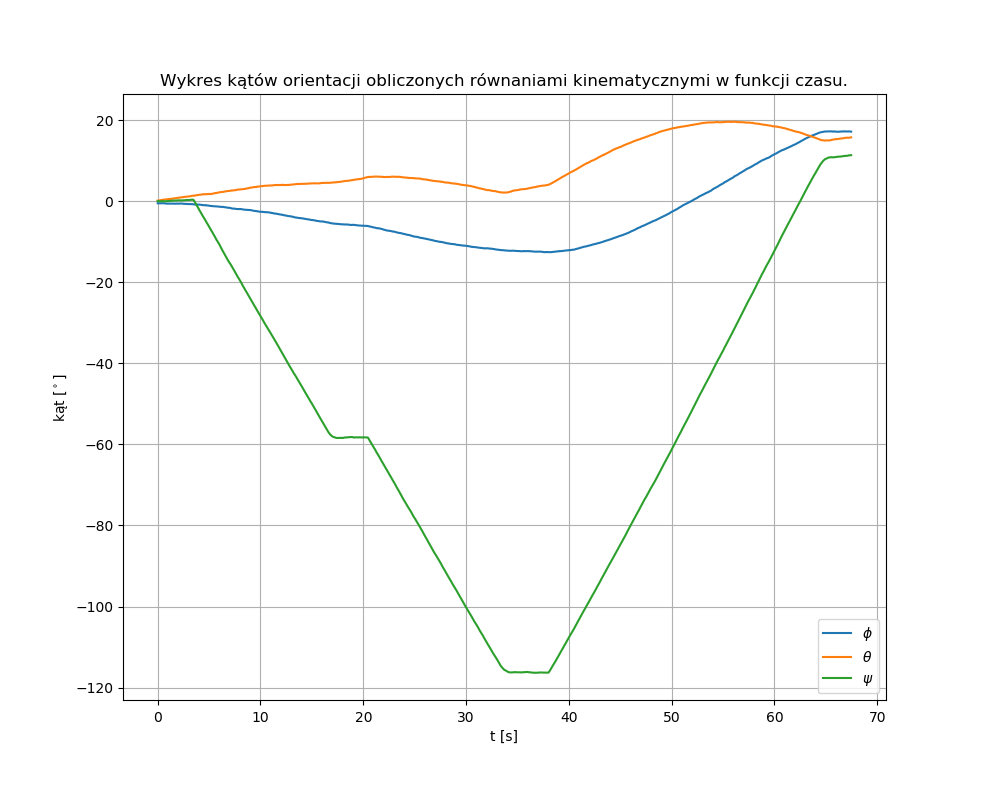 Wykres kątów orientacji obliczonych równaniami kinematycznymi w funkcji czasu.
kąt [°]
20
0
−20
−40
−60
−80
−100
−120
0 10 20 30 40 50 60 70
t [s]
ϕ
θ
ψ